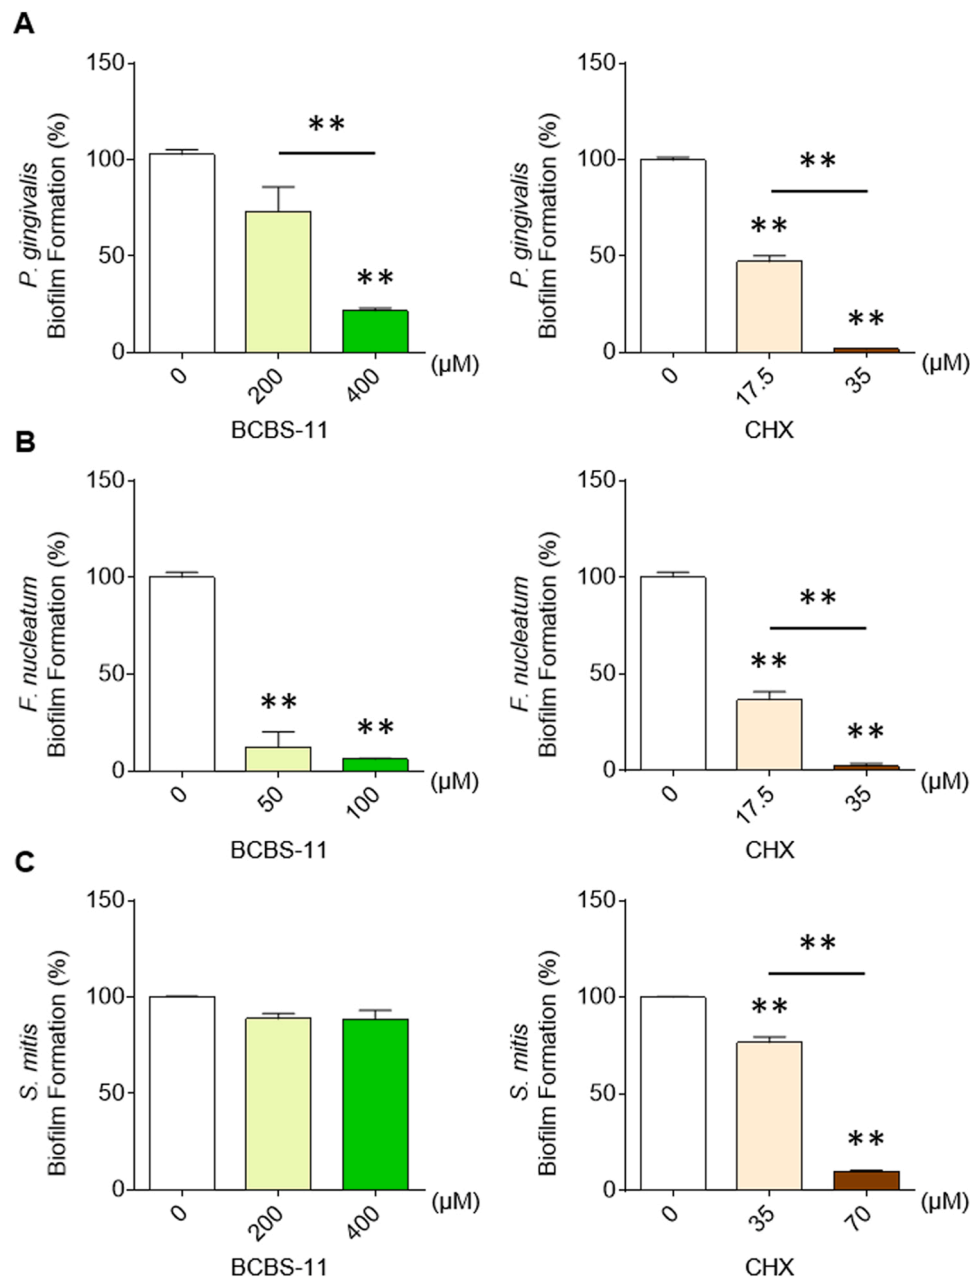 A
P. gingivalis
Biofilm Formation (%)
150
100
50
0
**
**
0
200
400
(µM)
BCBS-11
P. gingivalis
Biofilm Formation (%)
150
100
50
0
**
**
**
0
17.5
35
(µM)
CHX
B
F. nucleatum
Biofilm Formation (%)
150
100
50
0
**
**
0
50
100
(µM)
BCBS-11
F. nucleatum
Biofilm Formation (%)
150
100
50
0
**
**
**
0
17.5
35
(µM)
CHX
C
S. mitis
Biofilm Formation (%)
150
100
50
0
0
200
400
(µM)
BCBS-11
S. mitis
Biofilm Formation (%)
150
100
50
0
**
**
**
0
35
70
(µM)
CHX